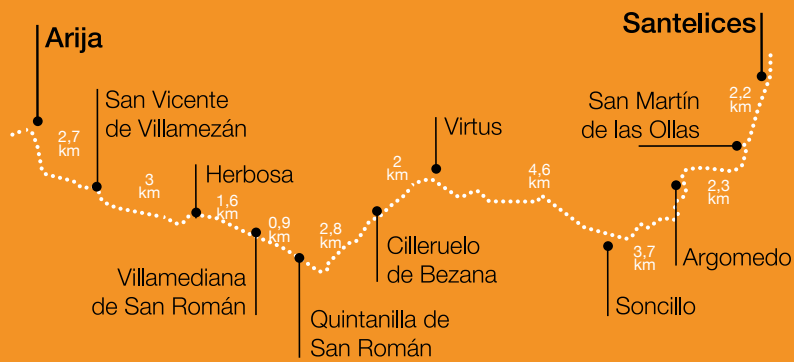 Arija
2,7
km
San Vicente
de Villamezán
3
km
Herbosa
1,6
km
Villamediana
de San Román
0,9
km
Quintanilla de
San Román
2,8
km
Cilleruelo
de Bezana
2
km
Virtus
4,6
km
Soncillo
3,7
km
Argomedo
2,3
km
San Martín
de las Ollas
2,2
km
Santelices